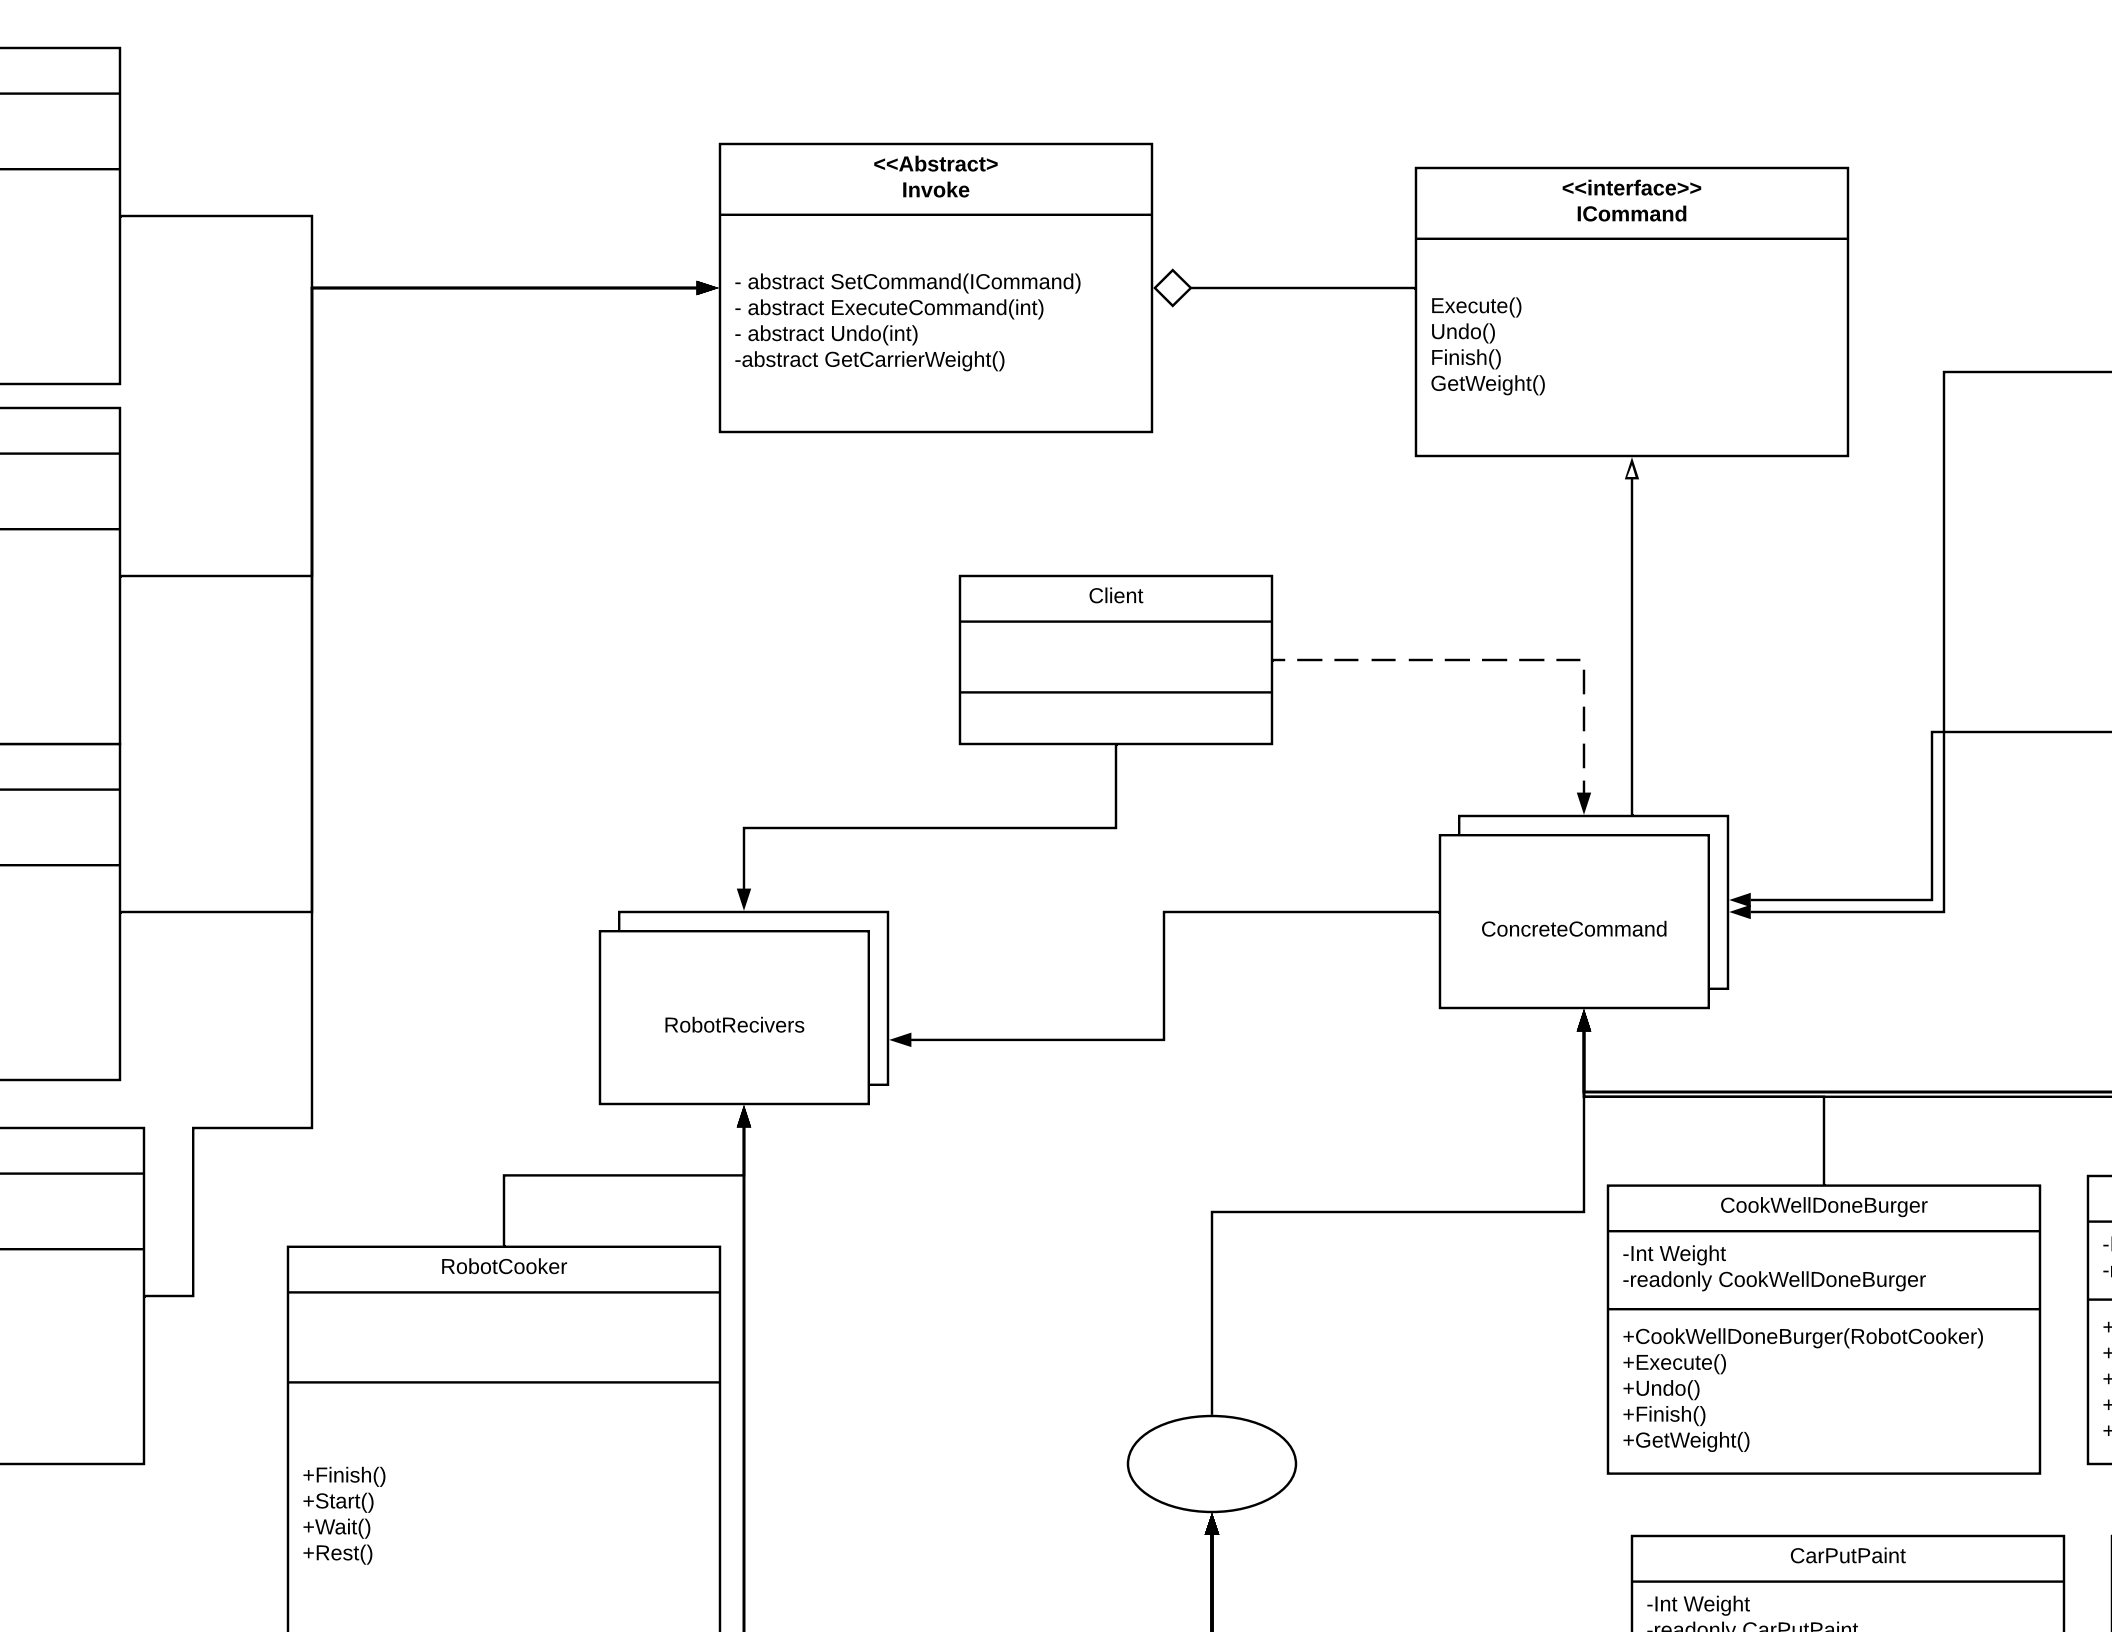 <<Abstract>
Invoke
- abstract SetCommand(ICommand)
- abstract ExecuteCommand(int)
- abstract Undo(int)
-abstract GetCarrierWeight()
<<interface>>
ICommand
Execute()
Undo()
Finish()
GetWeight()
Client
ConcreteCommand
RobotRecivers
RobotCooker
+Finish()
+Start()
+Wait()
+Rest()
CookWellDoneBurger
-Int Weight
-readonly CookWellDoneBurger
+CookWellDoneBurger(RobotCooker)
+Execute()
+Undo()
+Finish()
+GetWeight()
CarPutPaint
-Int Weight
-readonly CarPutPaint